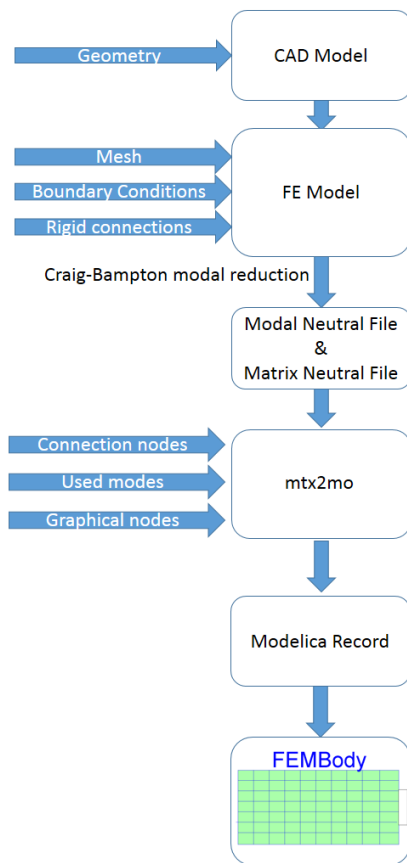 Geometry
CAD Model
Mesh
Boundary Conditions
FE Model
Rigid connections
Craig-Bampton modal reduction
Modal Neutral File
&
Matrix Neutral File
Connection nodes
Used modes
mtx2mo
Graphical nodes
Modelica Record
FEMBody